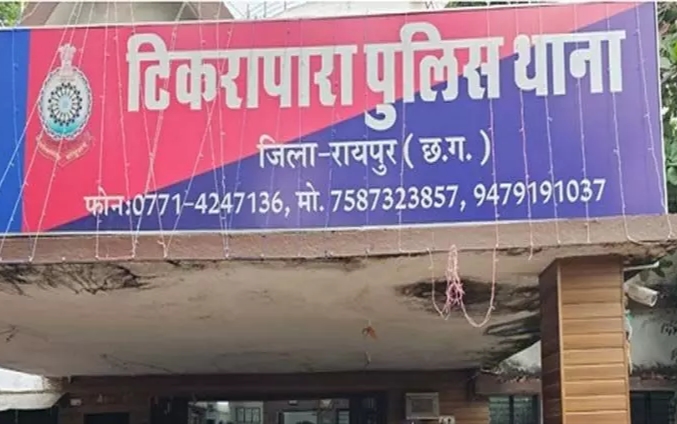 टिकरापारा पुलिस थाना
जिला-रायपुर ( छ.ग. )
फोन:0771-4247136, मो. 7587323857, 9479191037